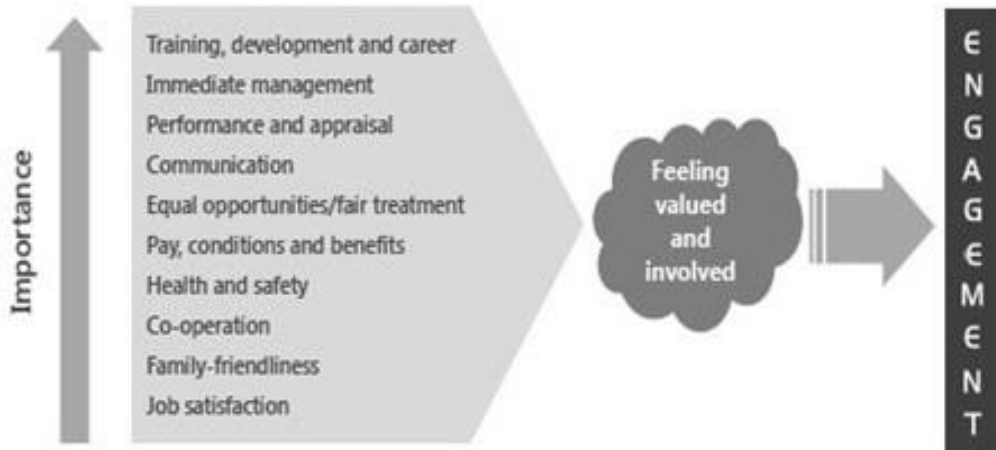 Importance
Training, development and career
Immediate management
Performance and appraisal
Communication
Equal opportunities/fair treatment
Pay, conditions and benefits
Health and safety
Co-operation
Family-friendliness
Job satisfaction
Feeling
valued
and
involved
ENGAGEMENT